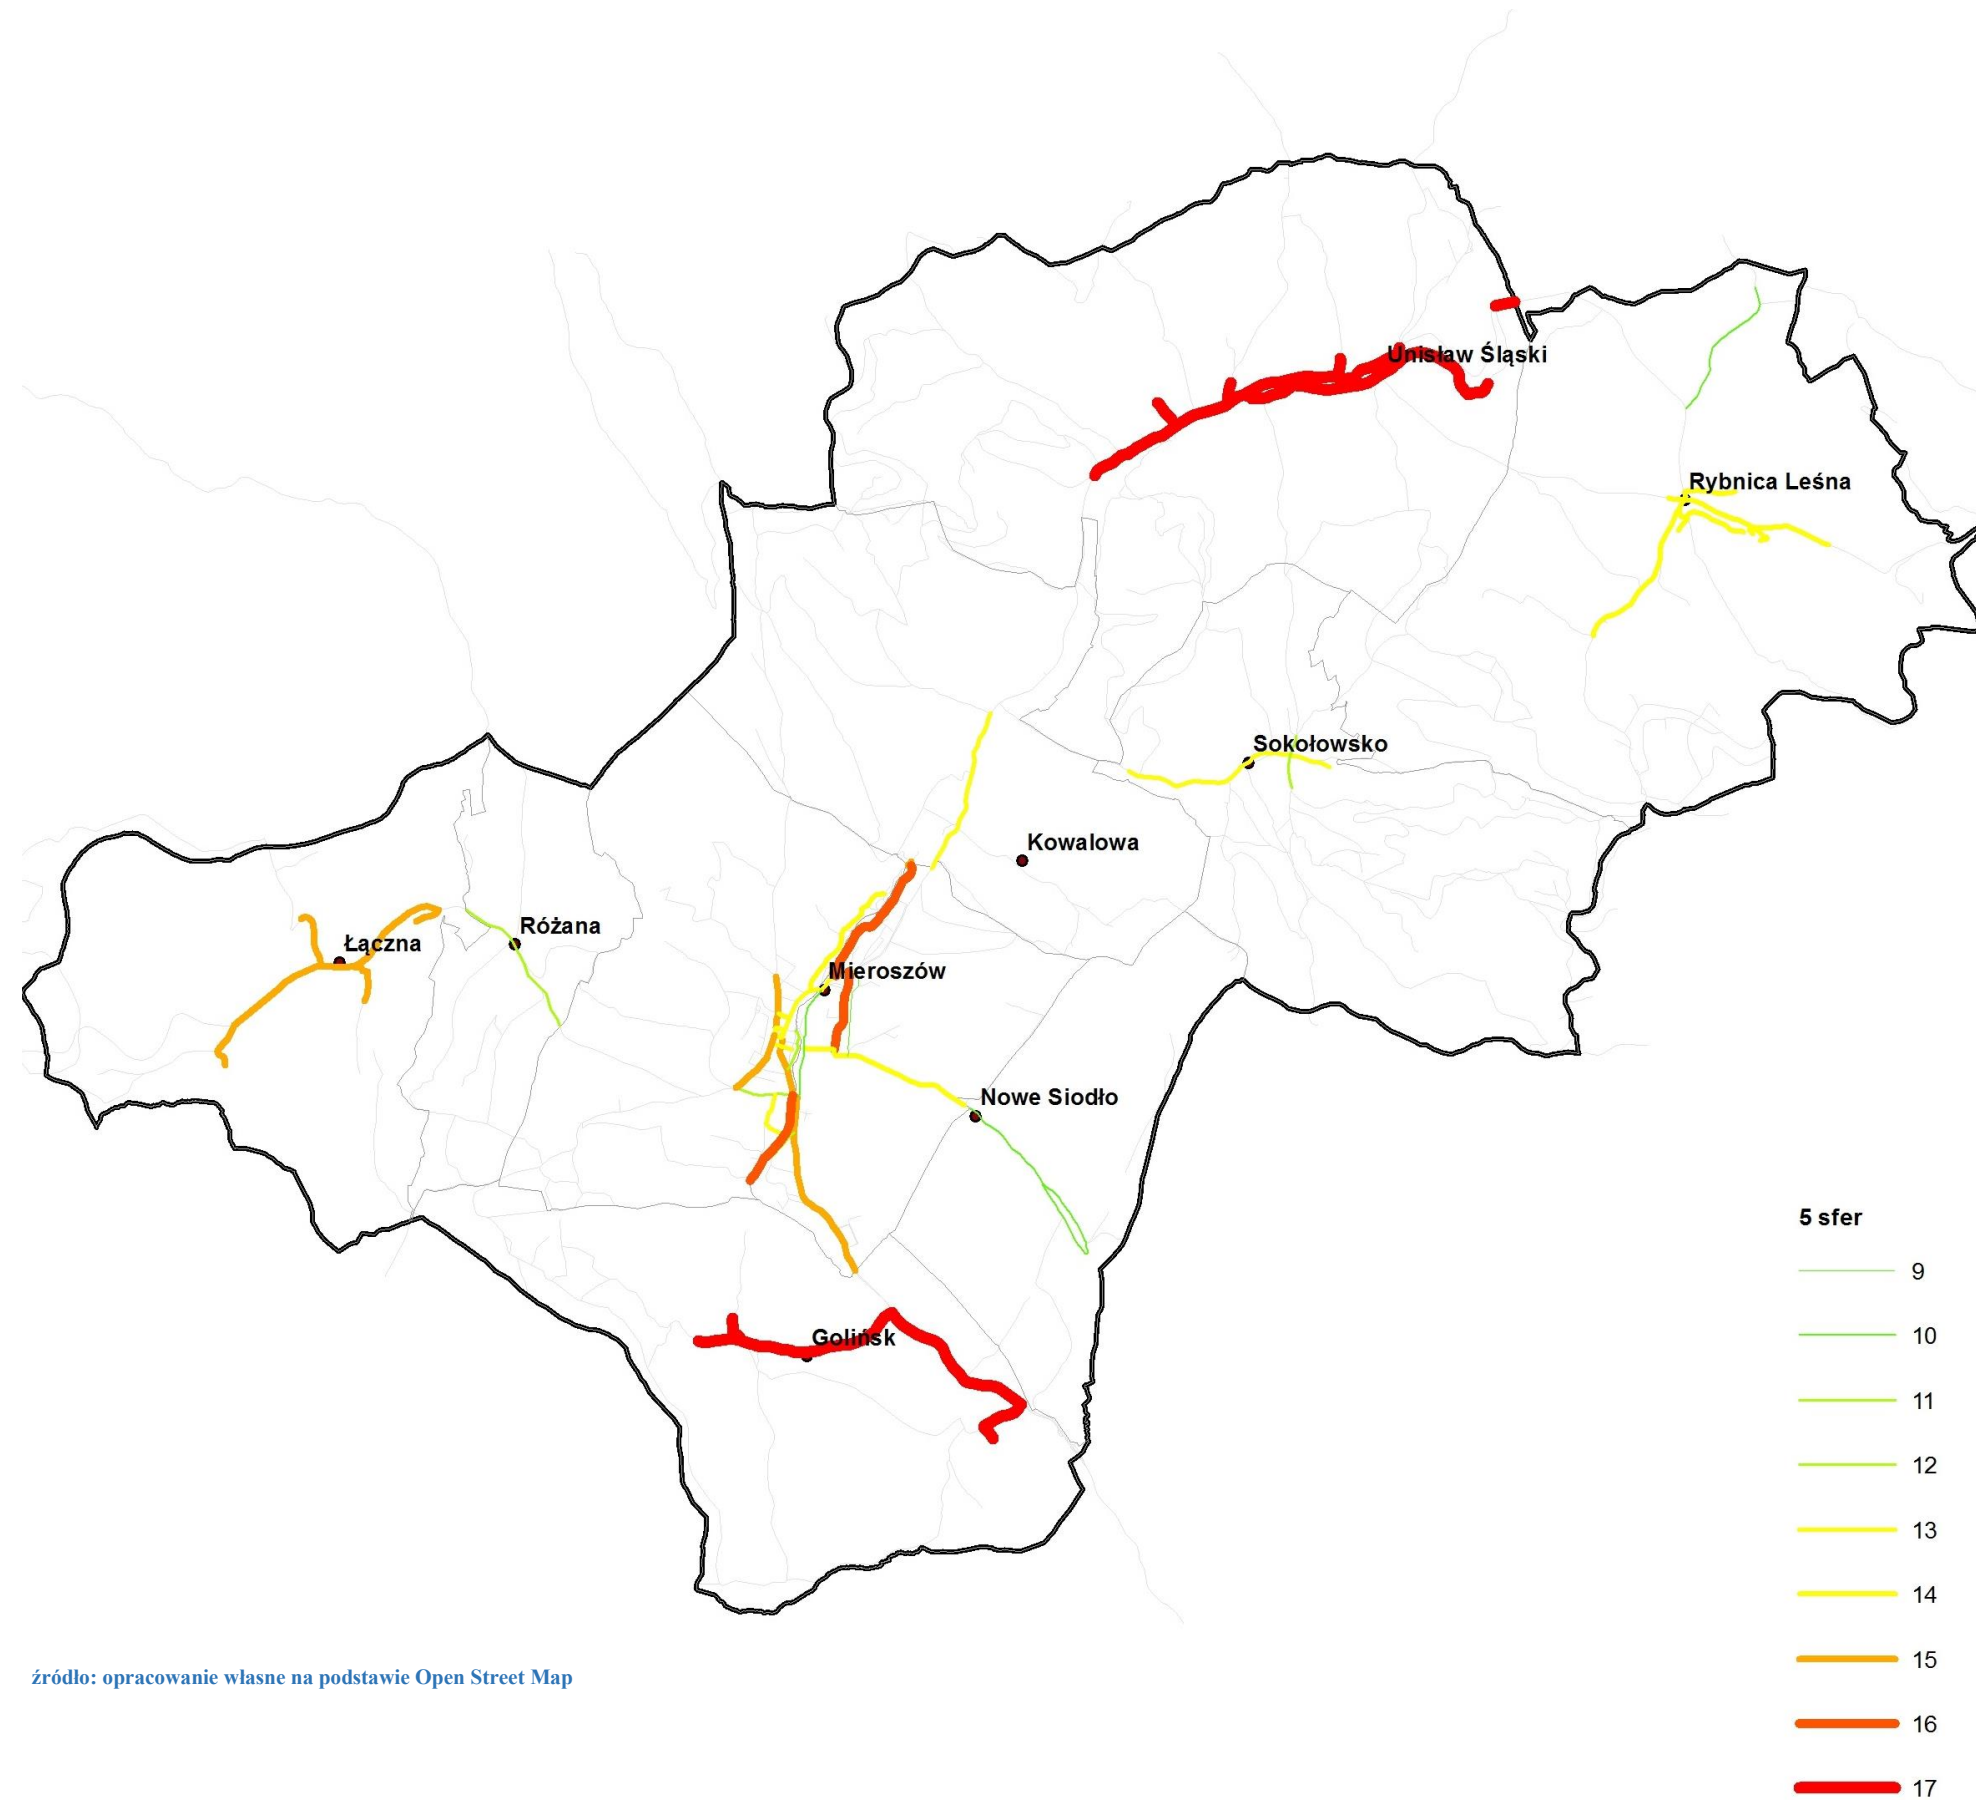 Unisław Śląski
Rybnica Leśna
Sokołowsko
Kowalowa
Różana
Łączna
Mieroszów
Nowe Siodło
Golińsk
5 sfer
9
10
11
12
13
14
15
16
17
źródło: opracowanie własne na podstawie Open Street Map